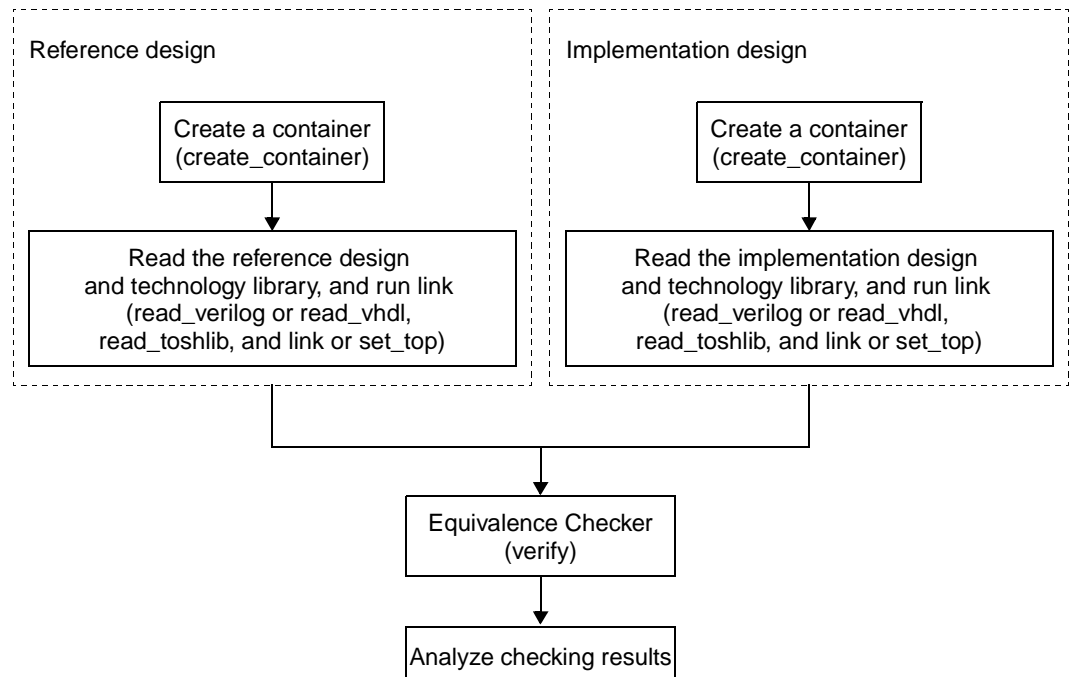 Reference design
Create a container
(create_container)
Read the reference design
and technology library, and run link
(read_verilog or read_vhdl,
read_toshlib, and link or set_top)
Implementation design
Create a container
(create_container)
Read the implementation design
and technology library, and run link
(read_verilog or read_vhdl,
read_toshlib, and link or set_top)
Equivalence Checker
(verify)
Analyze checking results